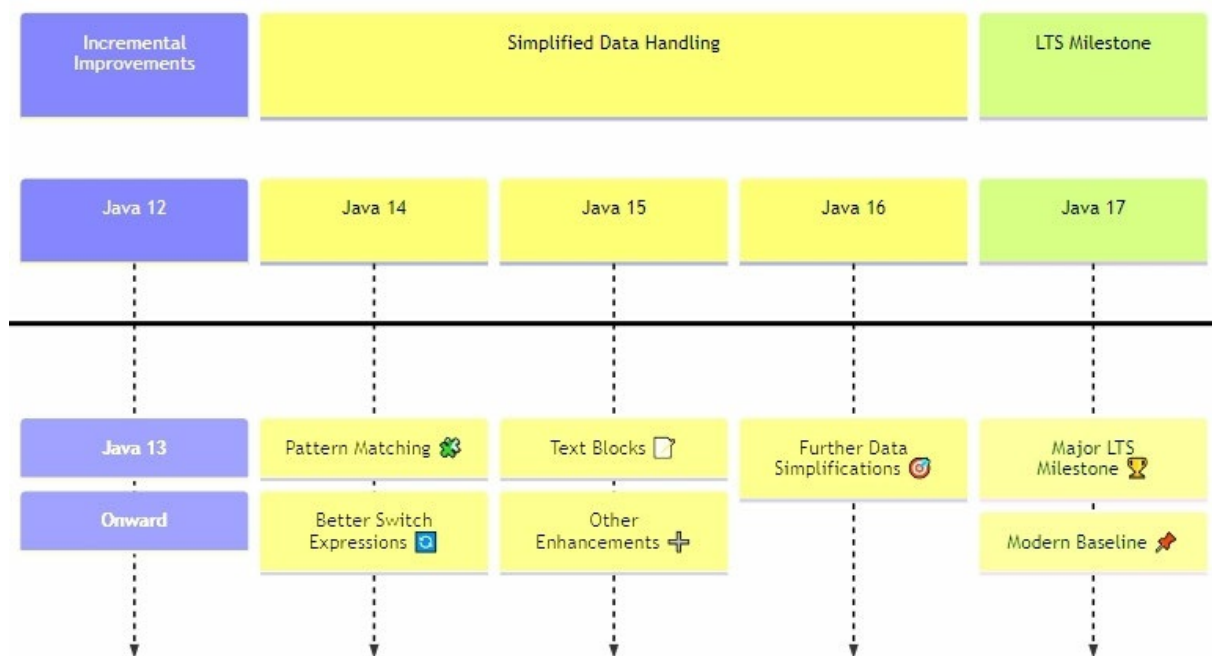 Incremental
Improvements
Simplified Data Handling
LTS Milestone
Java 12
Java 14
Java 15
Java 16
Java 17
Java 13
Onward
Pattern Matching 🧩
Better Switch
Expressions 🔄
Text Blocks 📝
Other
Enhancements ➕
Further Data
Simplifications 🎯
Major LTS
Milestone 🏆
Modern Baseline 📌